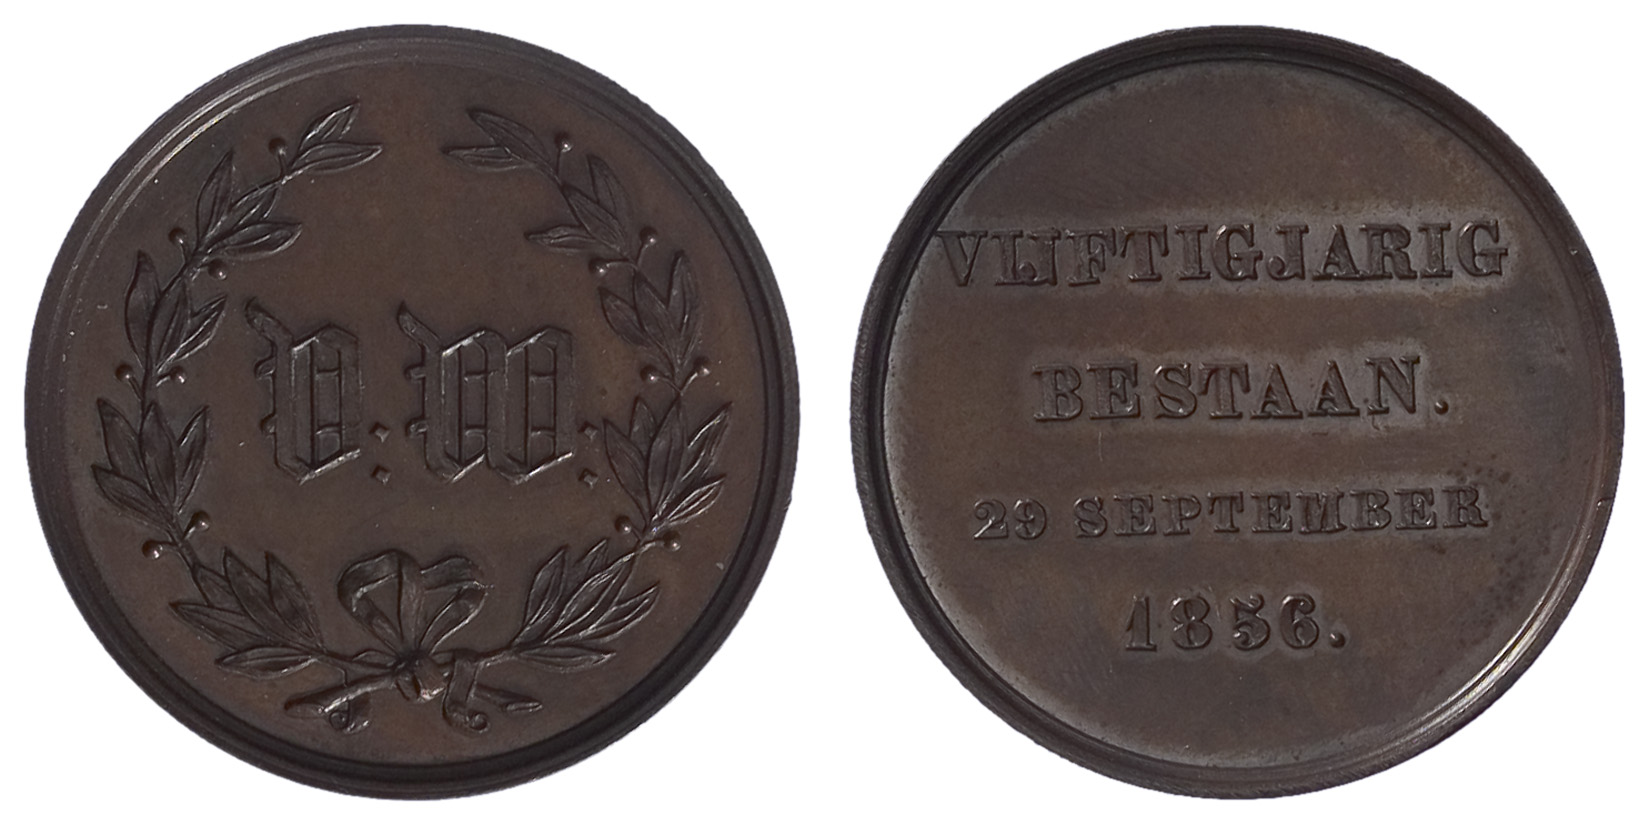 V: W:
VIJFTIGJARIG
BESTAAN.
29 SEPTEMBER
1856.